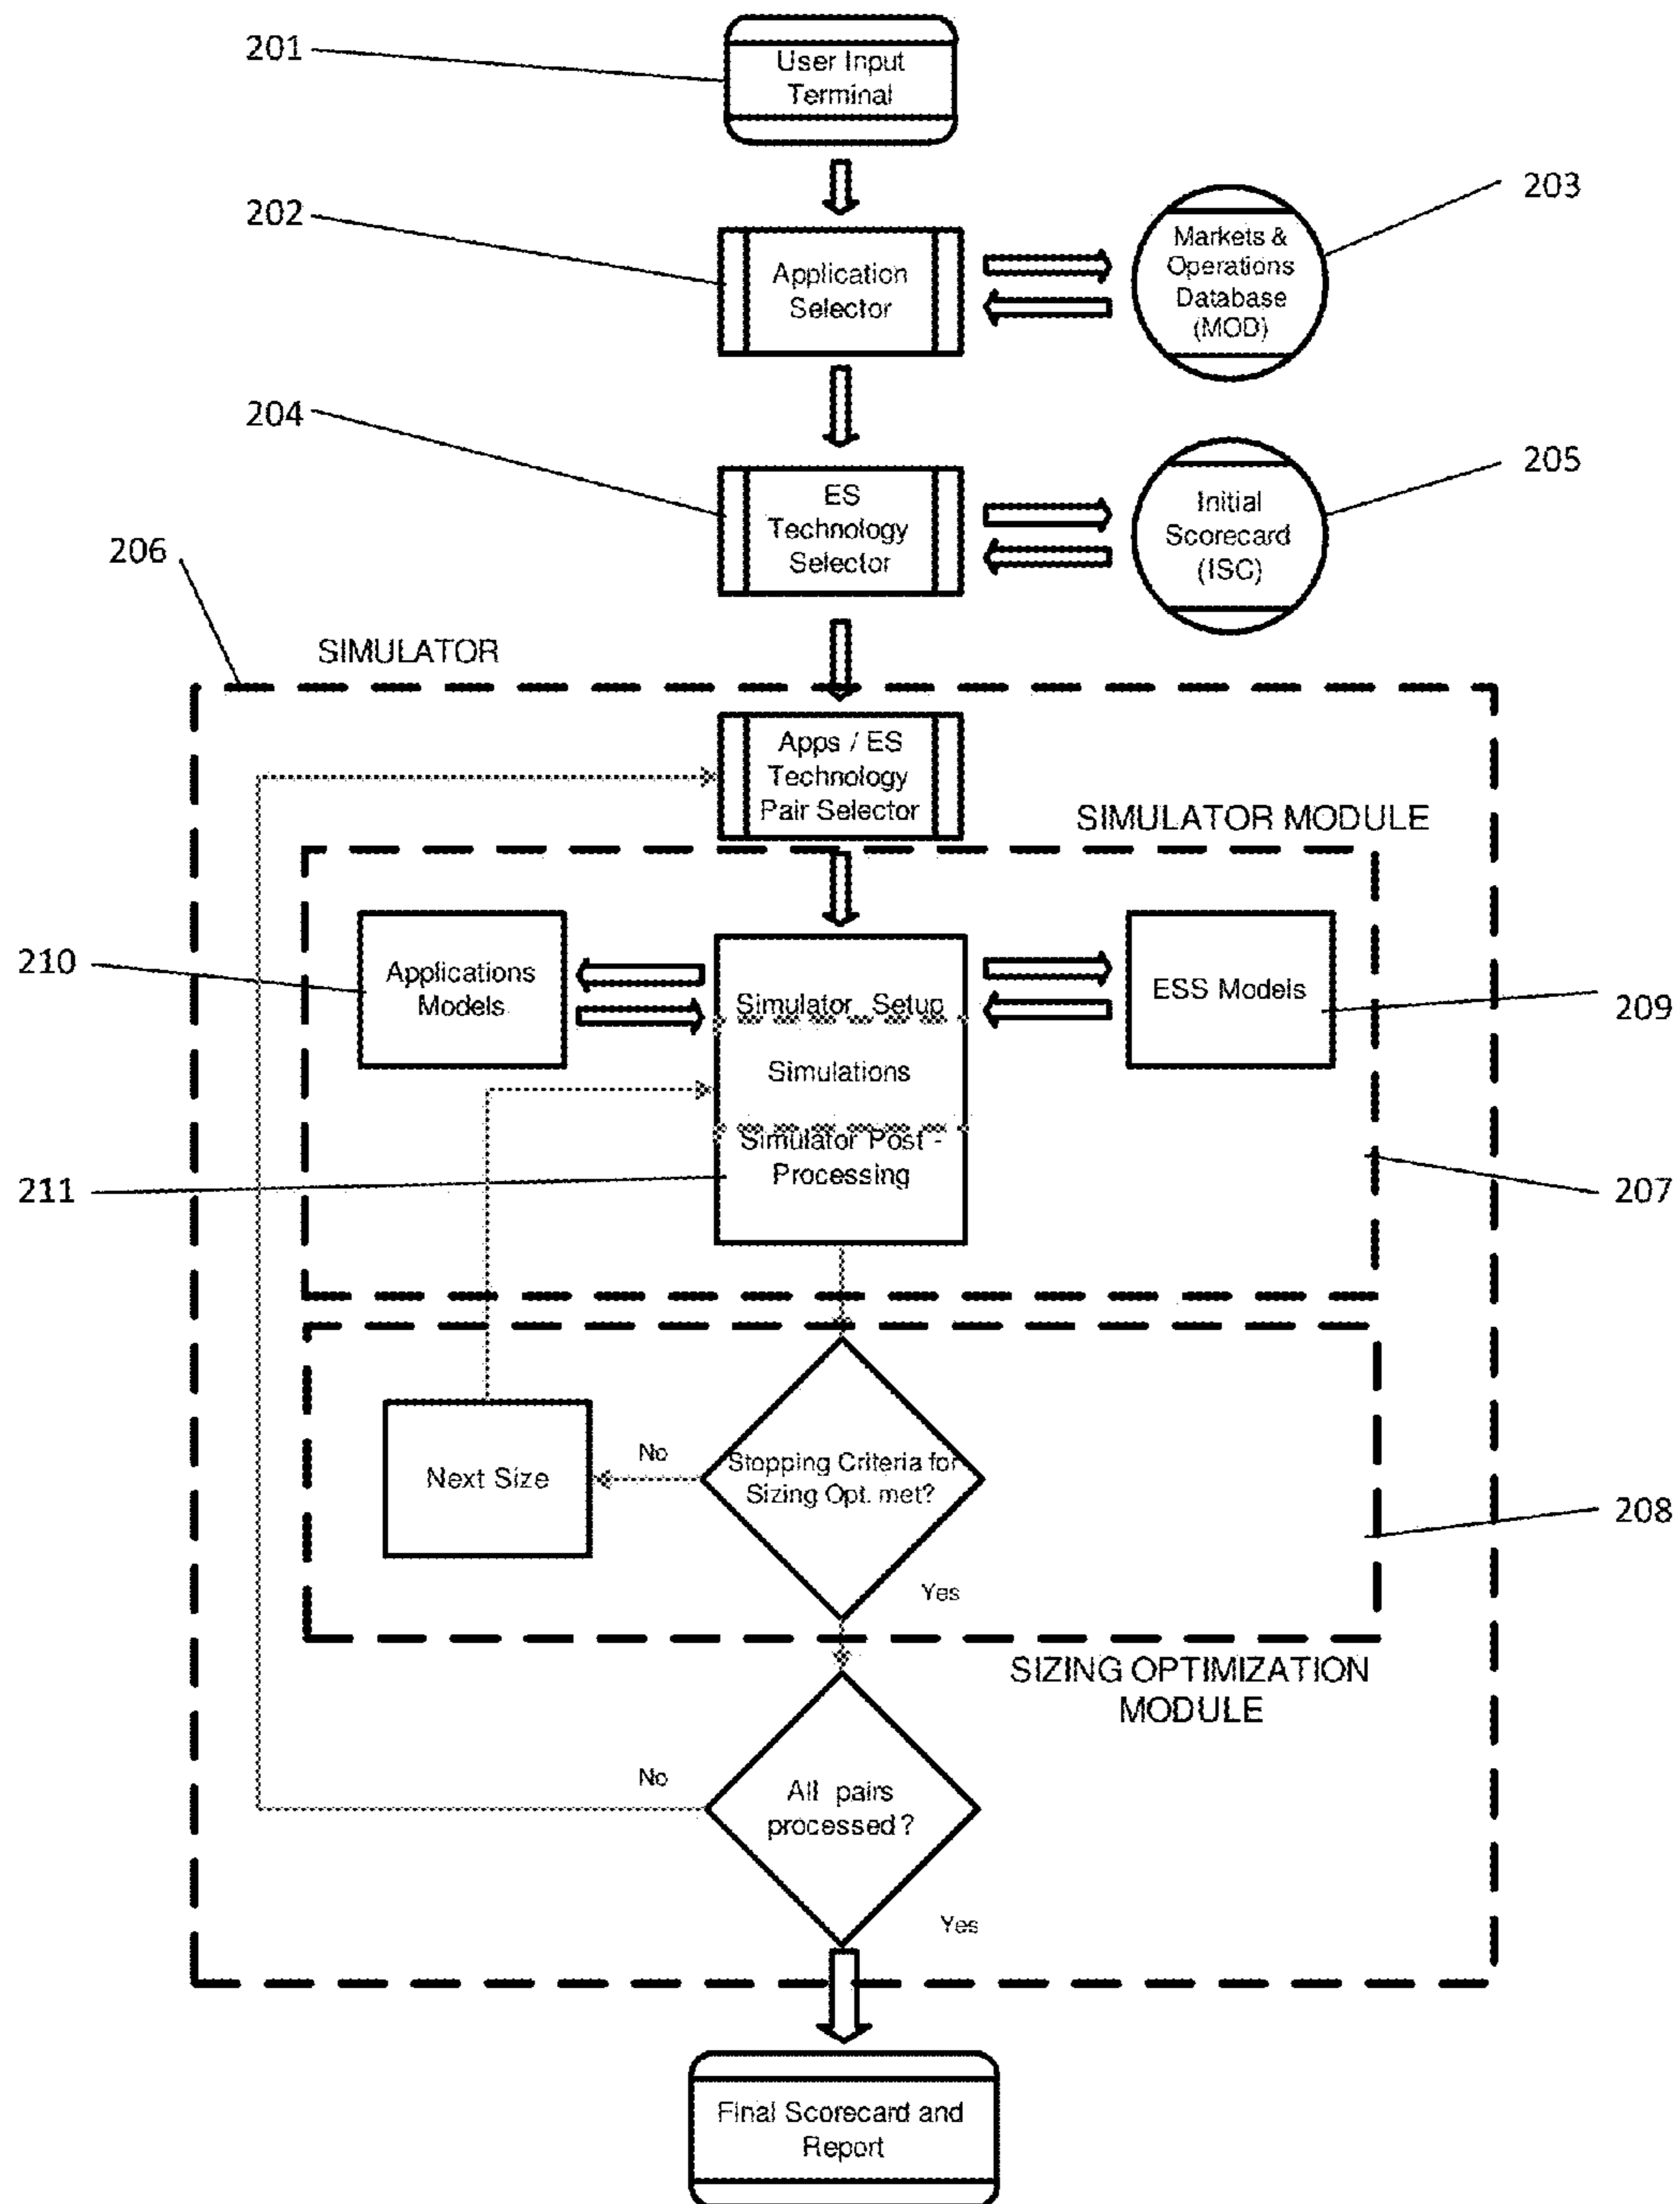 201
User Input
Terminal
202
Application
Selector
203
Markets &
Operations
Database
(MOD)
204
ES
Technology
Selector
205
Initial
Scorecard
(ISC)
206
SIMULATOR
Apps / ES
Technology
Pair Selector
SIMULATOR MODULE
210
Applications
Models
Simulator Setup
Simulations
Simulator Post -
Processing
ESS Models
209
211
207
Next Size
No
Stopping Criteria for
Sizing Opt. met?
208
Yes
SIZING OPTIMIZATION
MODULE
No
All pairs
processed?
Yes
Final Scorecard and
Report